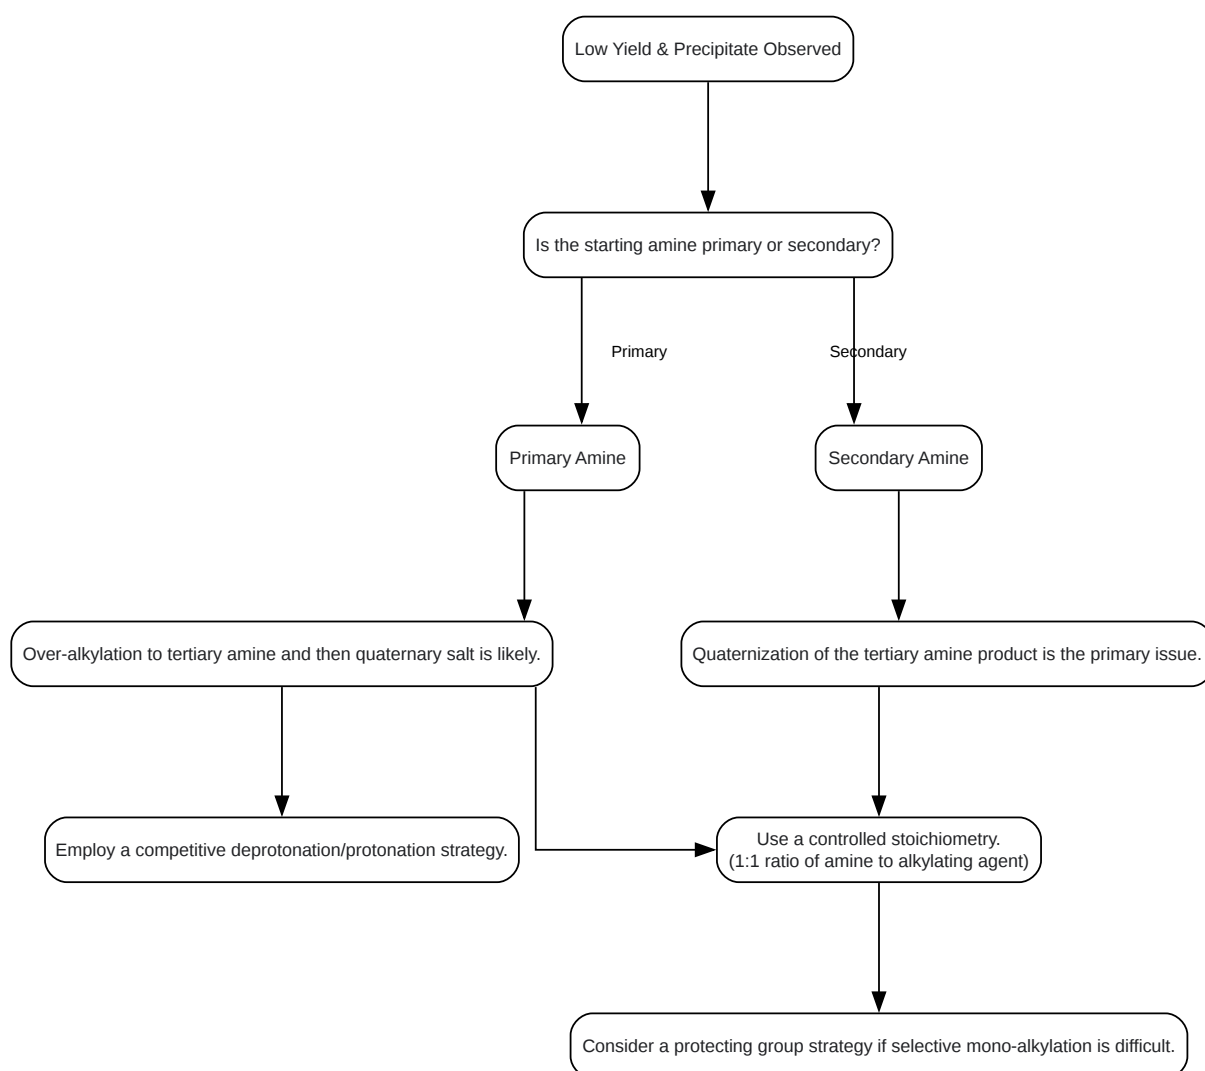 Low Yield & Precipitate Observed
Is the starting amine primary or secondary?
Primary
Secondary
Primary Amine
Secondary Amine
Over-alkylation to tertiary amine and then quaternary salt is likely.
Quaternization of the tertiary amine product is the primary issue.
Employ a competitive deprotonation/protonation strategy.
Use a controlled stoichiometry.
(1:1 ratio of amine to alkylating agent)
Consider a protecting group strategy if selective mono-alkylation is difficult.